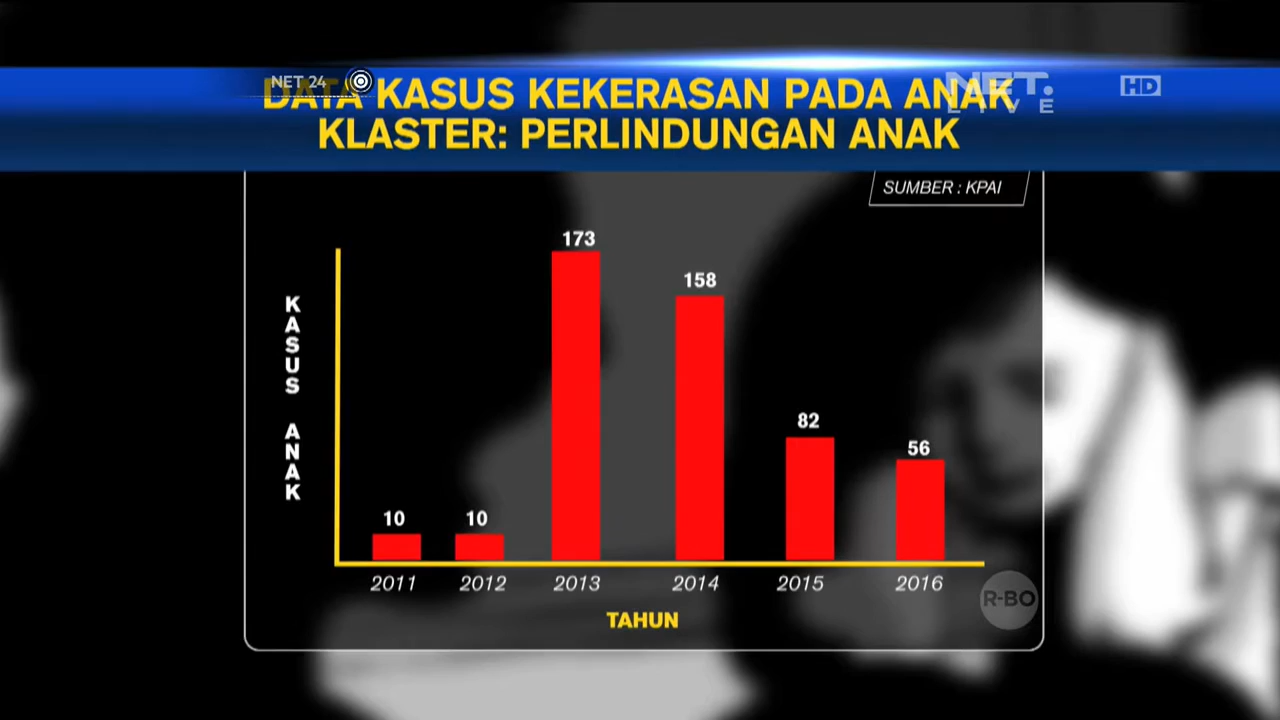 NET 24
NET.
LIVE
HD
DATA KASUS KEKERASAN PADA ANAK
KLASTER: PERLINDUNGAN ANAK
SUMBER : KPAI
KASUS ANAK
173
158
82
56
10
10
2011
2012
2013
2014
2015
2016
TAHUN
R-BO